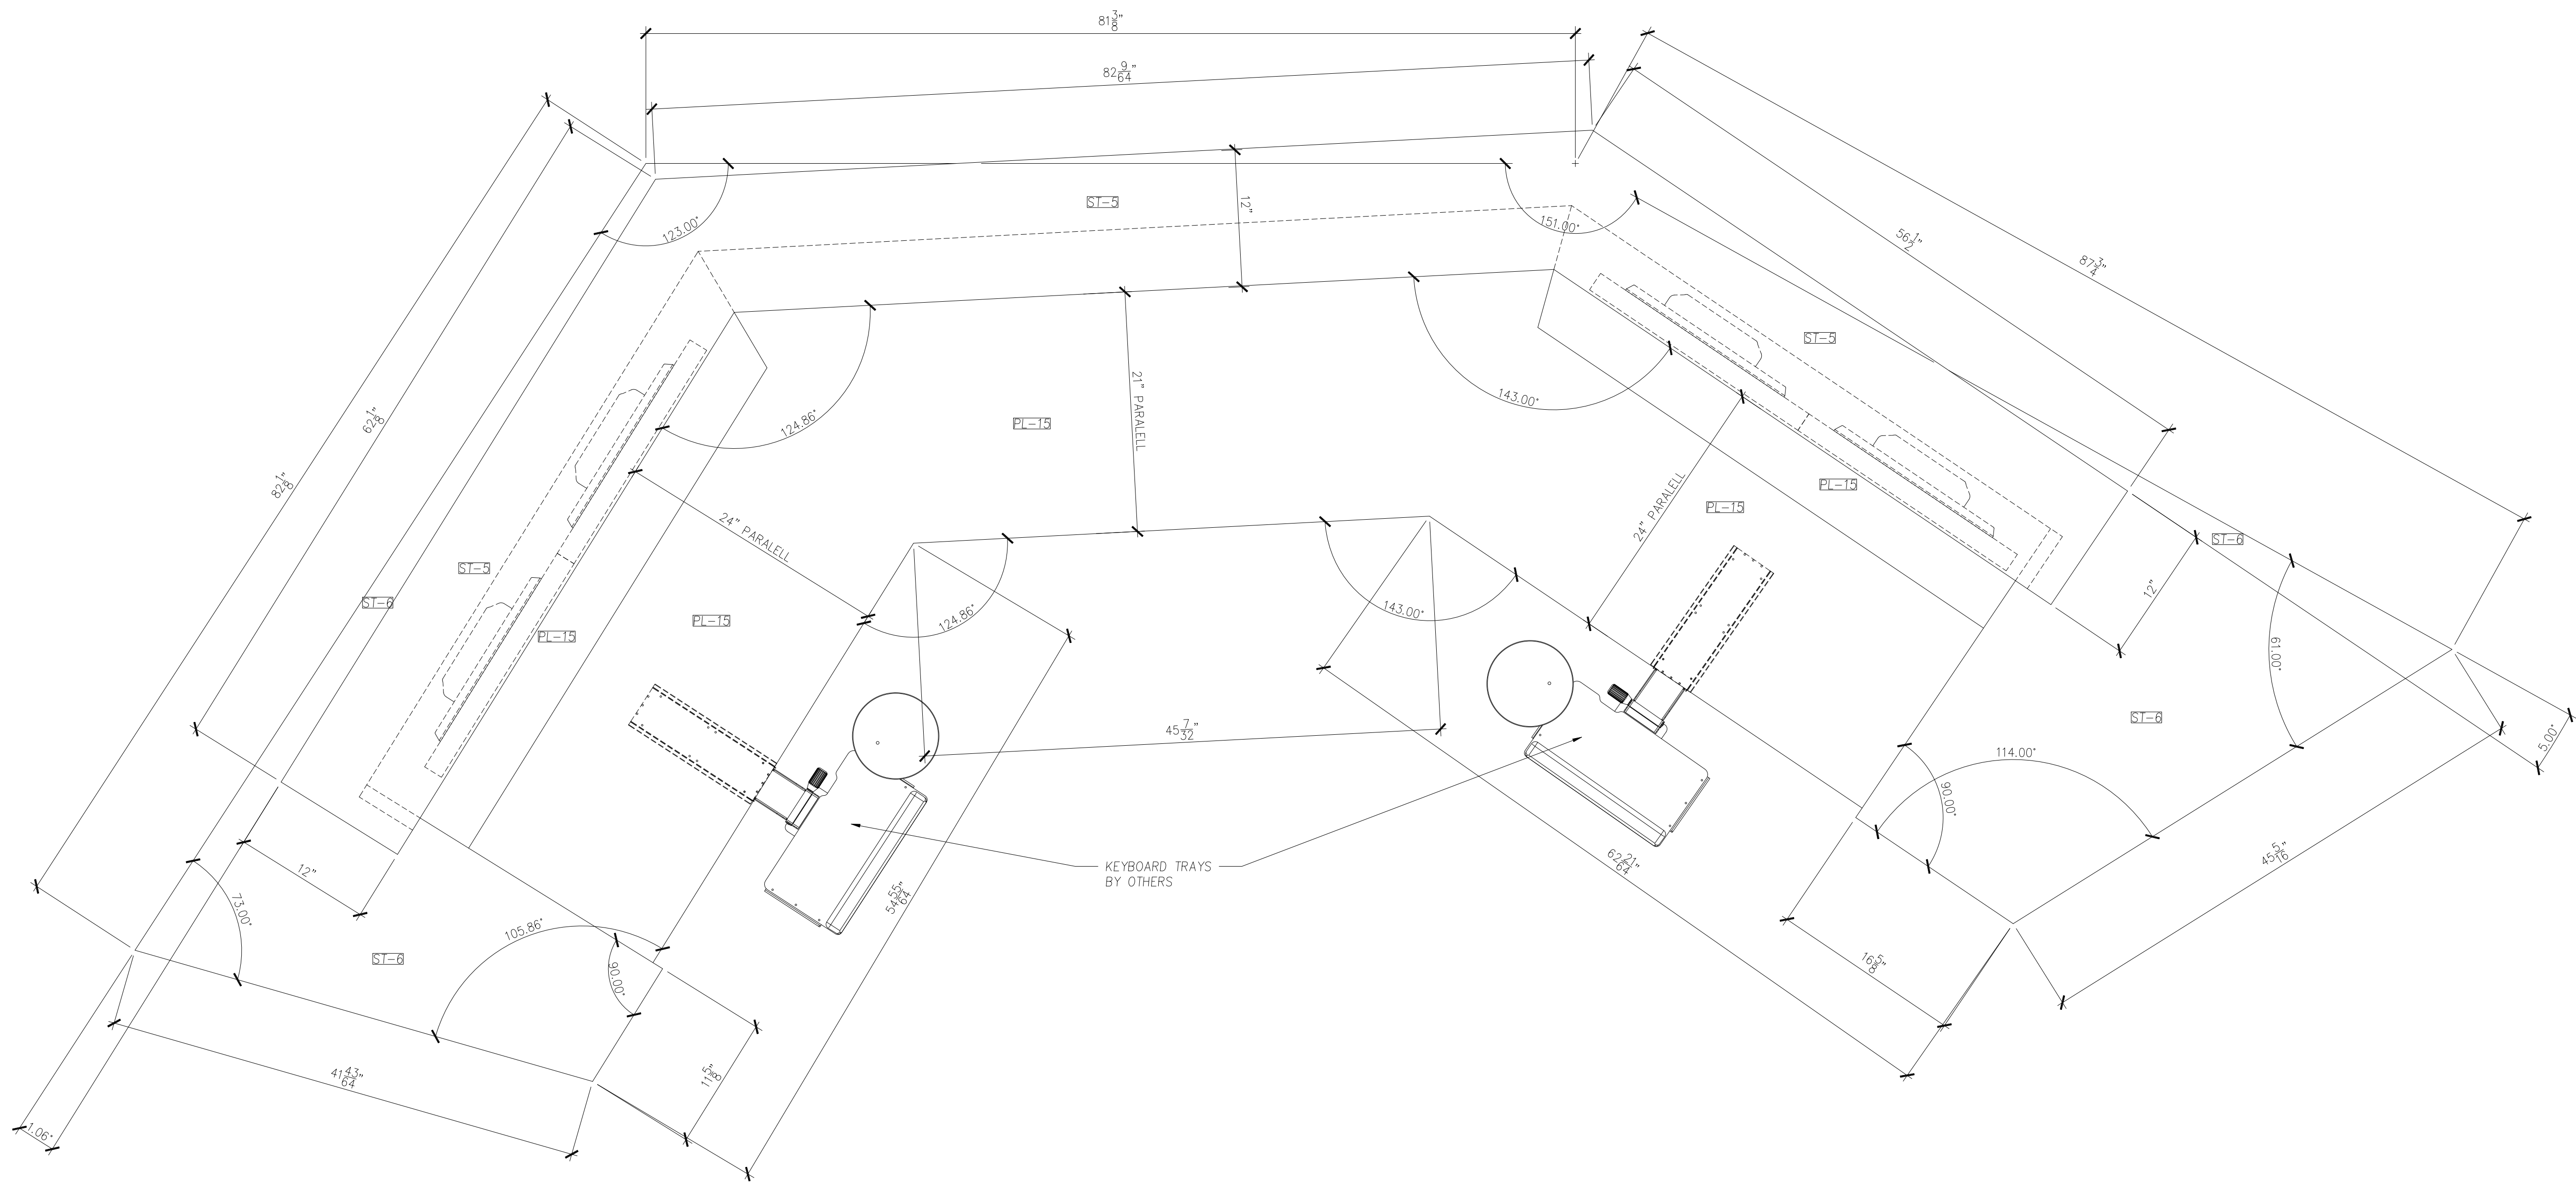 81 3/8"
82 9/64"
123.00°
ST-5
12"
151.00°
56 1/2"
87 3/4"
62 1/8"
82 1/8"
ST-5
124.86°
21" PARALELL
143.00°
PL-15
24" PARALELL
PL-15
PL-15
24" PARALELL
ST-6
12"
61.00°
ST-5
ST-6
PL-15
PL-15
124.86°
143.00°
ST-6
45 7/32"
5.00°
114.00°
90.00°
KEYBOARD TRAYS
BY OTHERS
62 21/64"
45 5/16"
12"
73.00°
105.86°
54 55/64"
ST-6
90.00°
16 5/8"
41 43/64"
11 5/8"
1.06°